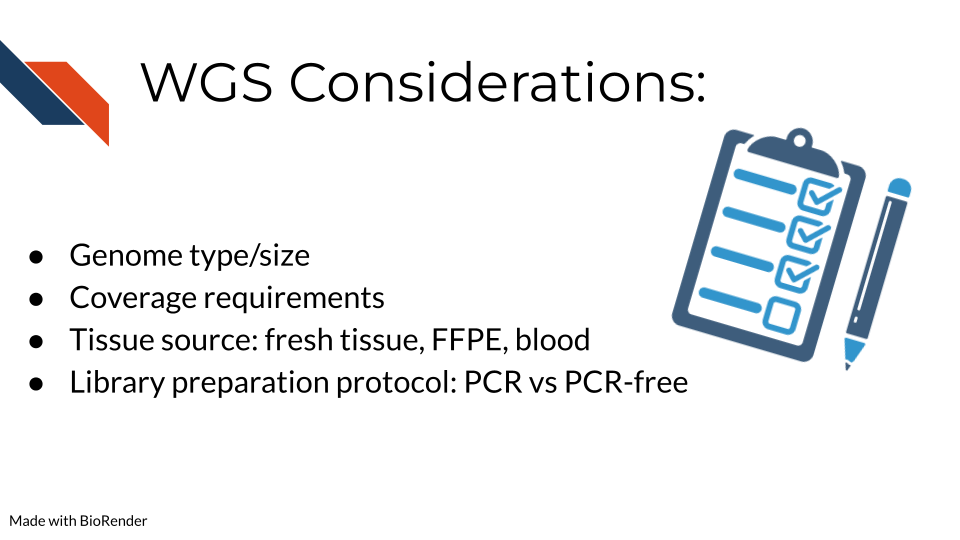 WGS Considerations:
● Genome type/size
● Coverage requirements
● Tissue source: fresh tissue, FFPE, blood
● Library preparation protocol: PCR vs PCR-free
Made with BioRender